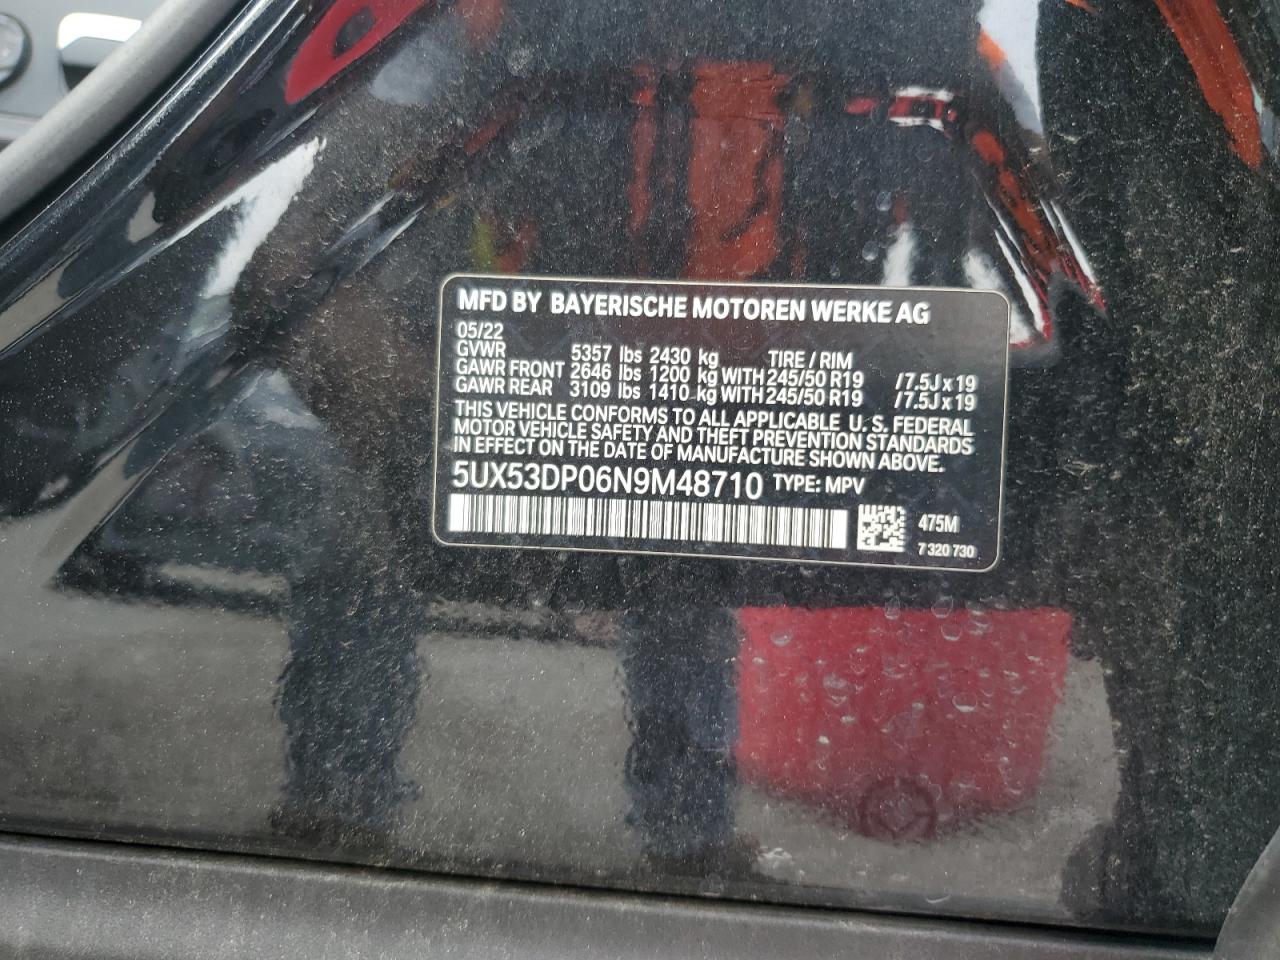 MFD BY BAYERISCHE MOTOREN WERKE AG
05/22
GVWR 5357 lbs 2430 kg TIRE / RIM
GAWR FRONT 2646 lbs 1200 kg WITH 245/50 R19 /7.5J x 19
GAWR REAR 3109 lbs 1410 kg WITH 245/50 R19 /7.5J x 19
THIS VEHICLE CONFORMS TO ALL APPLICABLE U. S. FEDERAL
MOTOR VEHICLE SAFETY AND THEFT PREVENTION STANDARDS
IN EFFECT ON THE DATE OF MANUFACTURE SHOWN ABOVE.
5UX53DP06N9M48710 TYPE: MPV
475M
7 320 730